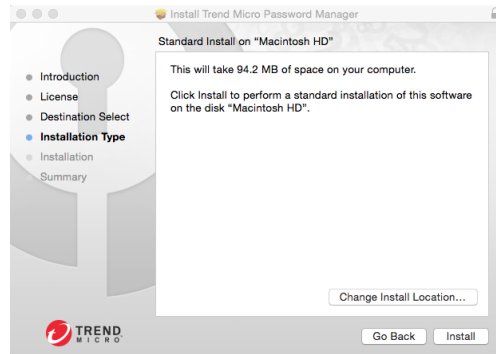 Install Trend Micro Password Manager
Standard Install on "Macintosh HD"
Introduction
License
Destination Select
Installation Type
Installation
Summary
This will take 94.2 MB of space on your computer.
Click Install to perform a standard installation of this software
on the disk "Macintosh HD".
Change Install Location...
TREND
MICRO
Go Back
Install